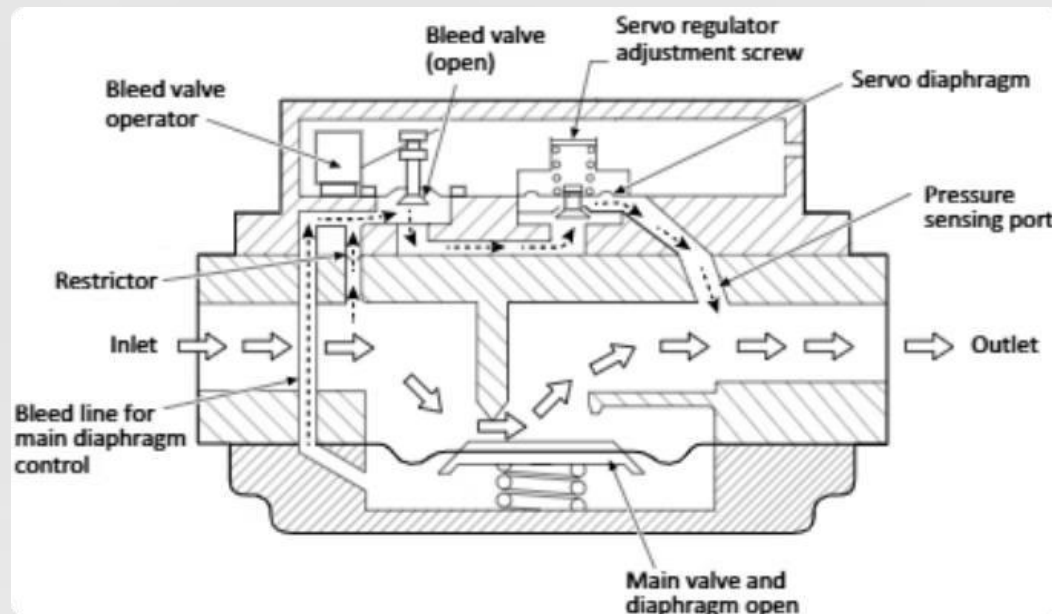 Bleed valve
(open)
Servo regulator
adjustment screw
Bleed valve
operator
Servo diaphragm
Pressure
sensing port
Restrictor
Inlet
Outlet
Bleed line for
main diaphragm
control
Main valve and
diaphragm open